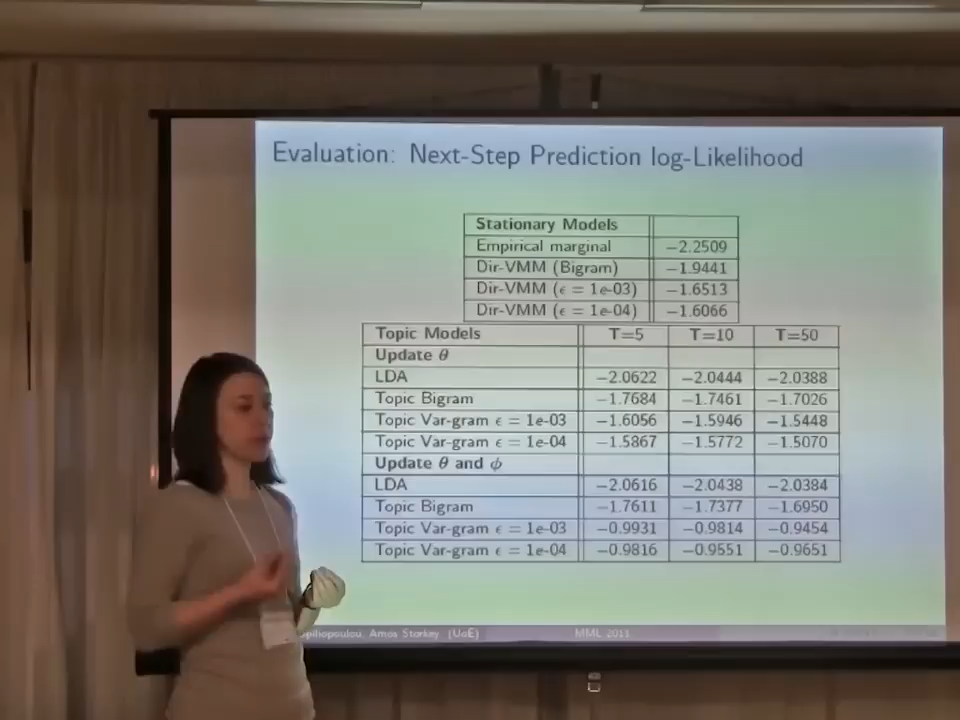 Evaluation: Next-Step Prediction log-Likelihood
Stationary Models
Empirical marginal −2.2509
Dir-VMM (Bigram) −1.9441
Dir-VMM (ϵ = 1e-03) −1.6513
Dir-VMM (ϵ = 1e-04) −1.6066
Topic Models T=5 T=10 T=50
Update θ
LDA −2.0622 −2.0444 −2.0388
Topic Bigram −1.7684 −1.7461 −1.7026
Topic Var-gram ϵ = 1e-03 −1.6056 −1.5946 −1.5448
Topic Var-gram ϵ = 1e-04 −1.5867 −1.5772 −1.5070
Update θ and ϕ
LDA −2.0616 −2.0438 −2.0384
Topic Bigram −1.7611 −1.7377 −1.6950
Topic Var-gram ϵ = 1e-03 −0.9931 −0.9814 −0.9454
Topic Var-gram ϵ = 1e-04 −0.9816 −0.9551 −0.9651
Amos Storkey (UoE) MML 2011